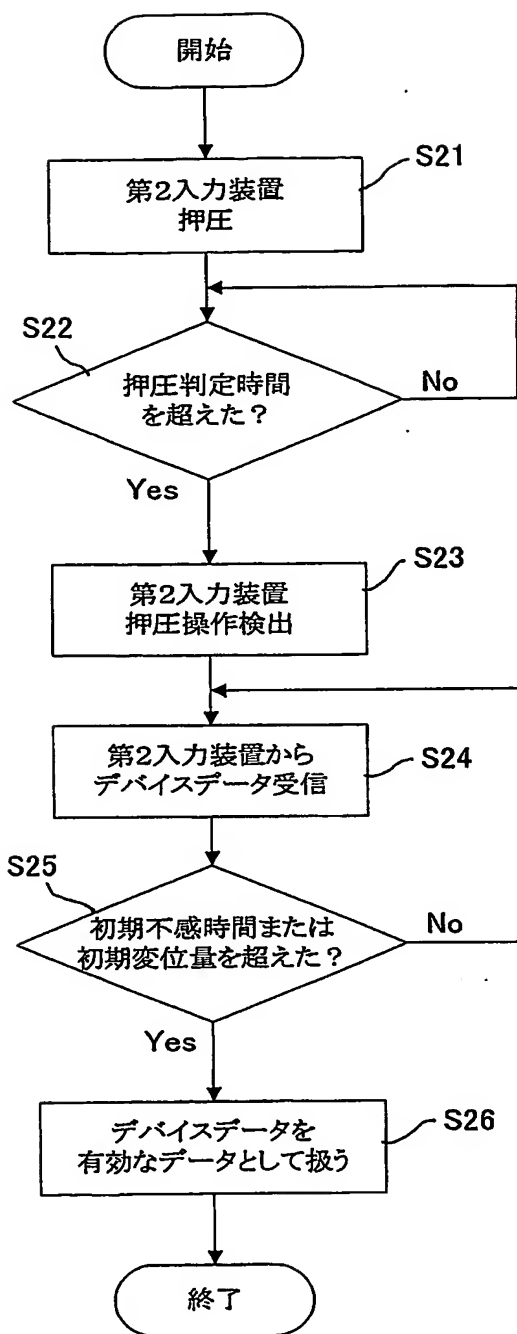 開始
S21
第2入力装置
押圧
S22
押圧判定時間
を超えた？
No
Yes
S23
第2入力装置
押圧操作検出
第2入力装置から
デバイスデータ受信
S24
S25
初期不感時間または
初期変位量を超えた？
No
Yes
デバイスデータを
有効なデータとして扱う
S26
終了